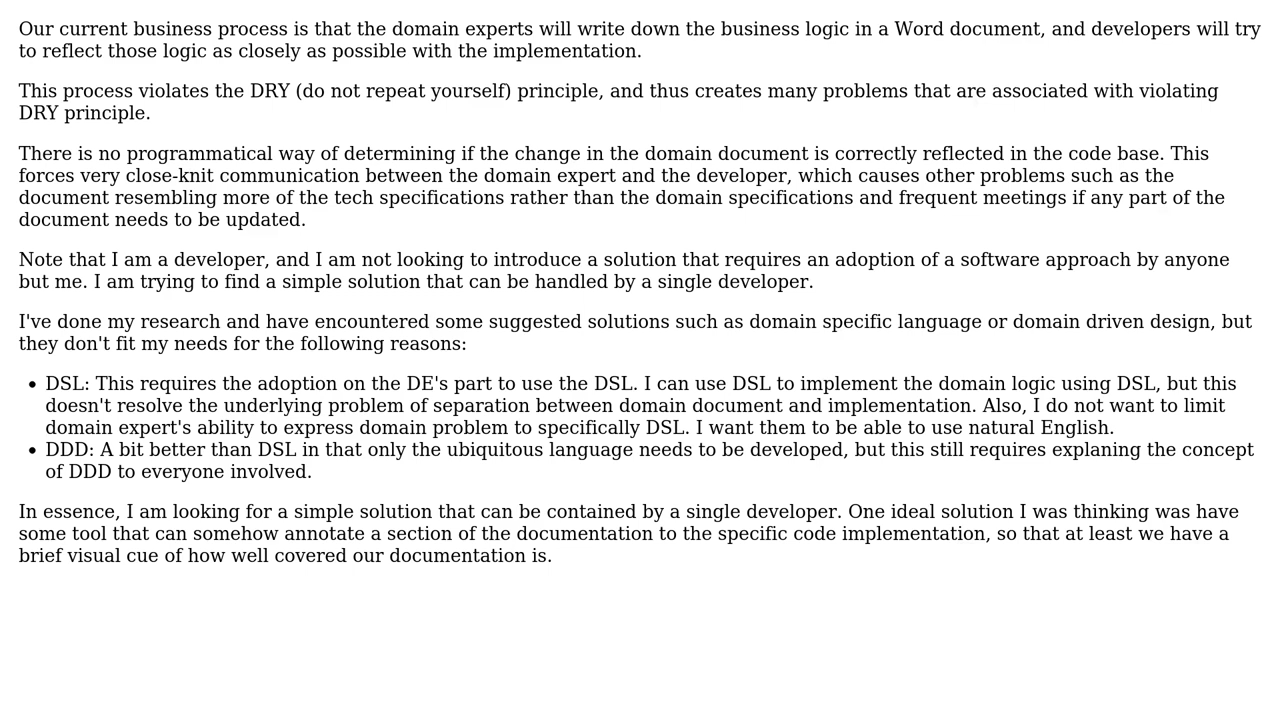 Our current business process is that the domain experts will write down the business logic in a Word document, and developers will try
to reflect those logic as closely as possible with the implementation.
This process violates the DRY (do not repeat yourself) principle, and thus creates many problems that are associated with violating
DRY principle.
There is no programmatical way of determining if the change in the domain document is correctly reflected in the code base. This
forces very close-knit communication between the domain expert and the developer, which causes other problems such as the
document resembling more of the tech specifications rather than the domain specifications and frequent meetings if any part of the
document needs to be updated.
Note that I am a developer, and I am not looking to introduce a solution that requires an adoption of a software approach by anyone
but me. I am trying to find a simple solution that can be handled by a single developer.
I've done my research and have encountered some suggested solutions such as domain specific language or domain driven design, but
they don't fit my needs for the following reasons:
• DSL: This requires the adoption on the DE's part to use the DSL. I can use DSL to implement the domain logic using DSL, but this
doesn't resolve the underlying problem of separation between domain document and implementation. Also, I do not want to limit
domain expert's ability to express domain problem to specifically DSL. I want them to be able to use natural English.
• DDD: A bit better than DSL in that only the ubiquitous language needs to be developed, but this still requires explaning the concept
of DDD to everyone involved.
In essence, I am looking for a simple solution that can be contained by a single developer. One ideal solution I was thinking was have
some tool that can somehow annotate a section of the documentation to the specific code implementation, so that at least we have a
brief visual cue of how well covered our documentation is.